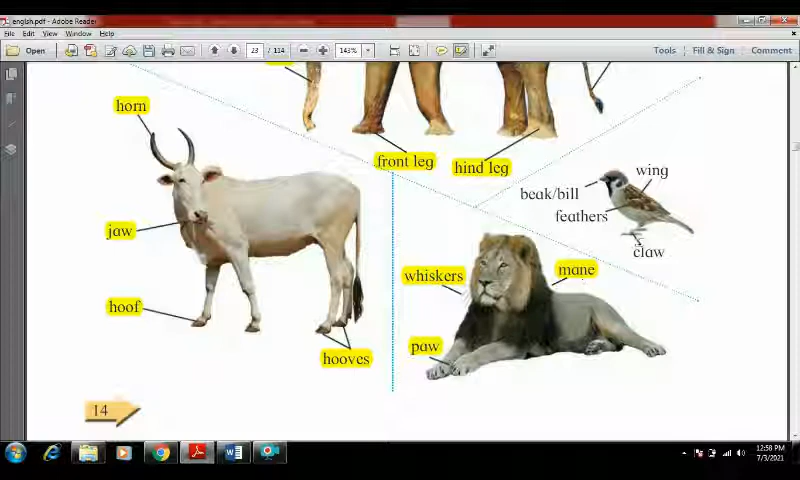 english.pdf - Adobe Reader
File Edit View Window Help
Open 23 / 114 143% Tools Fill & Sign Comment
horn
front leg
hind leg
wing
beak/bill
feathers
claw
jaw
whiskers
mane
hoof
paw
hooves
14
12:58 PM
7/3/2021